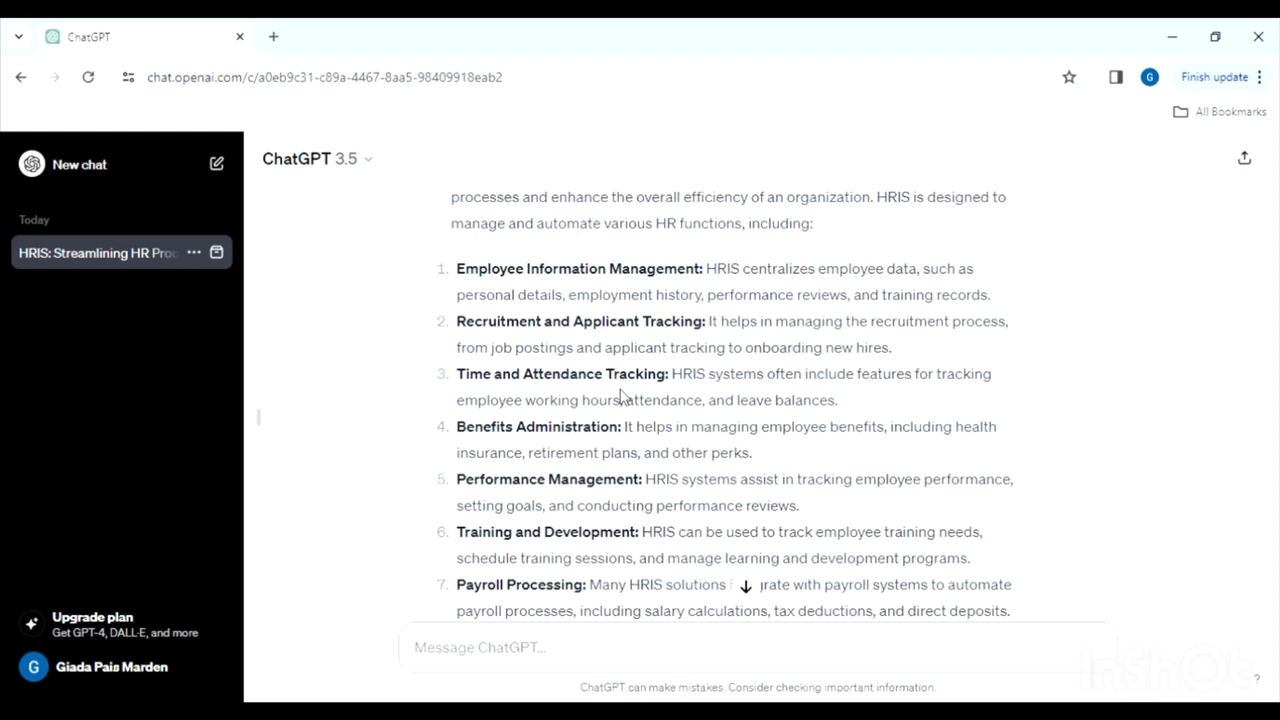 ChatGPT
chat.openai.com/c/a0eb9c31-c89a-4467-8aa5-98409918eab2
G
Finish update
All Bookmarks
New chat
ChatGPT 3.5
Today
HRIS: Streamlining HR Proc
processes and enhance the overall efficiency of an organization. HRIS is designed to
manage and automate various HR functions, including:
1. Employee Information Management: HRIS centralizes employee data, such as
personal details, employment history, performance reviews, and training records.
2. Recruitment and Applicant Tracking: It helps in managing the recruitment process,
from job postings and applicant tracking to onboarding new hires.
3. Time and Attendance Tracking: HRIS systems often include features for tracking
employee working hours attendance, and leave balances.
4. Benefits Administration: It helps in managing employee benefits, including health
insurance, retirement plans, and other perks.
5. Performance Management: HRIS systems assist in tracking employee performance,
setting goals, and conducting performance reviews.
6. Training and Development: HRIS can be used to track employee training needs,
schedule training sessions, and manage learning and development programs.
7. Payroll Processing: Many HRIS solutions with payroll systems to automate
payroll processes, including salary calculations, tax deductions, and direct deposits.
Upgrade plan
Get GPT-4, DALL·E, and more
G
Giada Pais Marden
Message ChatGPT...
InShOt
ChatGPT can make mistakes. Consider checking important information.
?